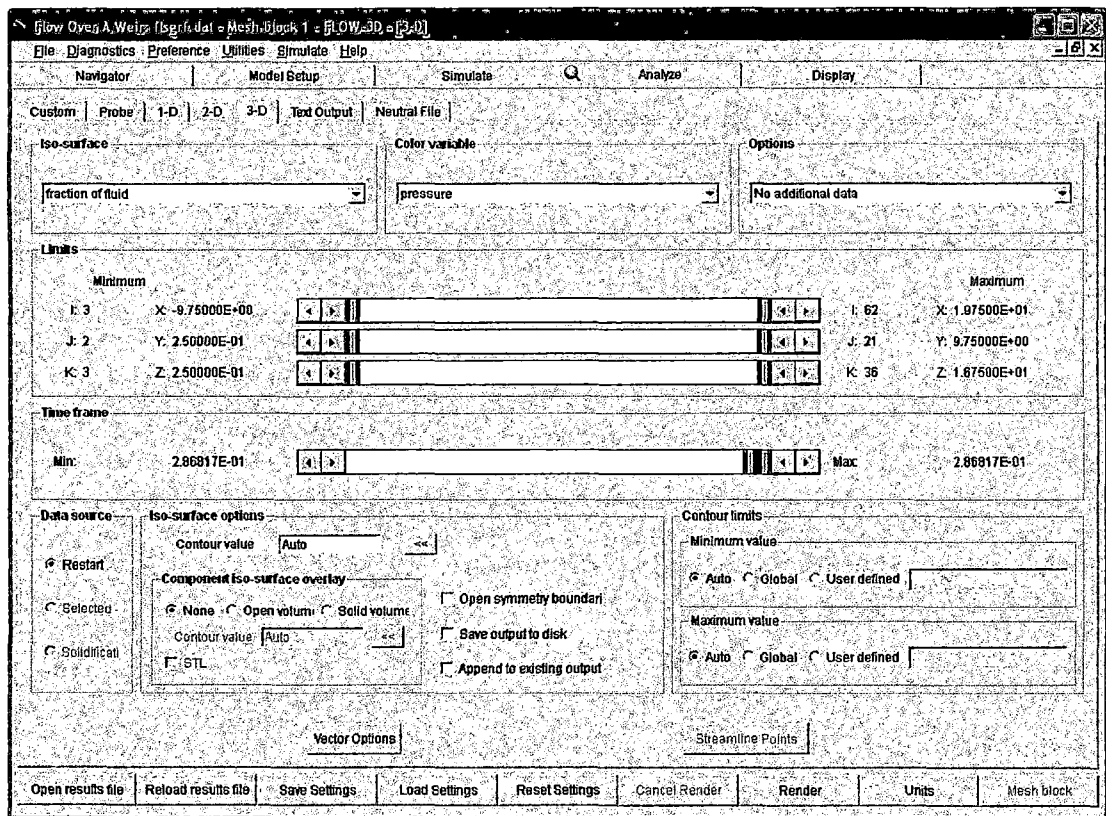 Flow Over A Weir: flsgrf.dat - Mesh-block 1 - FLOW-3D - [3-D]
File Diagnostics Preference Utilities Simulate Help
Navigator Model Setup Simulate Analyze Display
Custom Probe 1-D 2-D 3-D Text Output Neutral File
Iso-surface Color variable Options
fraction of fluid pressure No additional data
Limits
Minimum Maximum
I: 3 X: -9.75000E+00 I: 62 X: 1.97500E+01
J: 2 Y: 2.50000E-01 J: 21 Y: 9.75000E+00
K: 3 Z: 2.50000E-01 K: 36 Z: 1.67500E+01
Time frame
Min: 2.86817E-01 Max: 2.86817E-01
Data source Iso-surface options Contour limits
Contour value Auto << Minimum value
Restart Auto Global User defined
Component iso-surface overlay
Selected None Open volum Solid volume Open symmetry boundari
Maximum value
Contour value Auto << Save output to disk
Solidificati Auto Global User defined
STL Append to existing output
Vector Options Streamline Points
Open results file Reload results file Save Settings Load Settings Reset Settings Cancel Render Render Units Mesh block